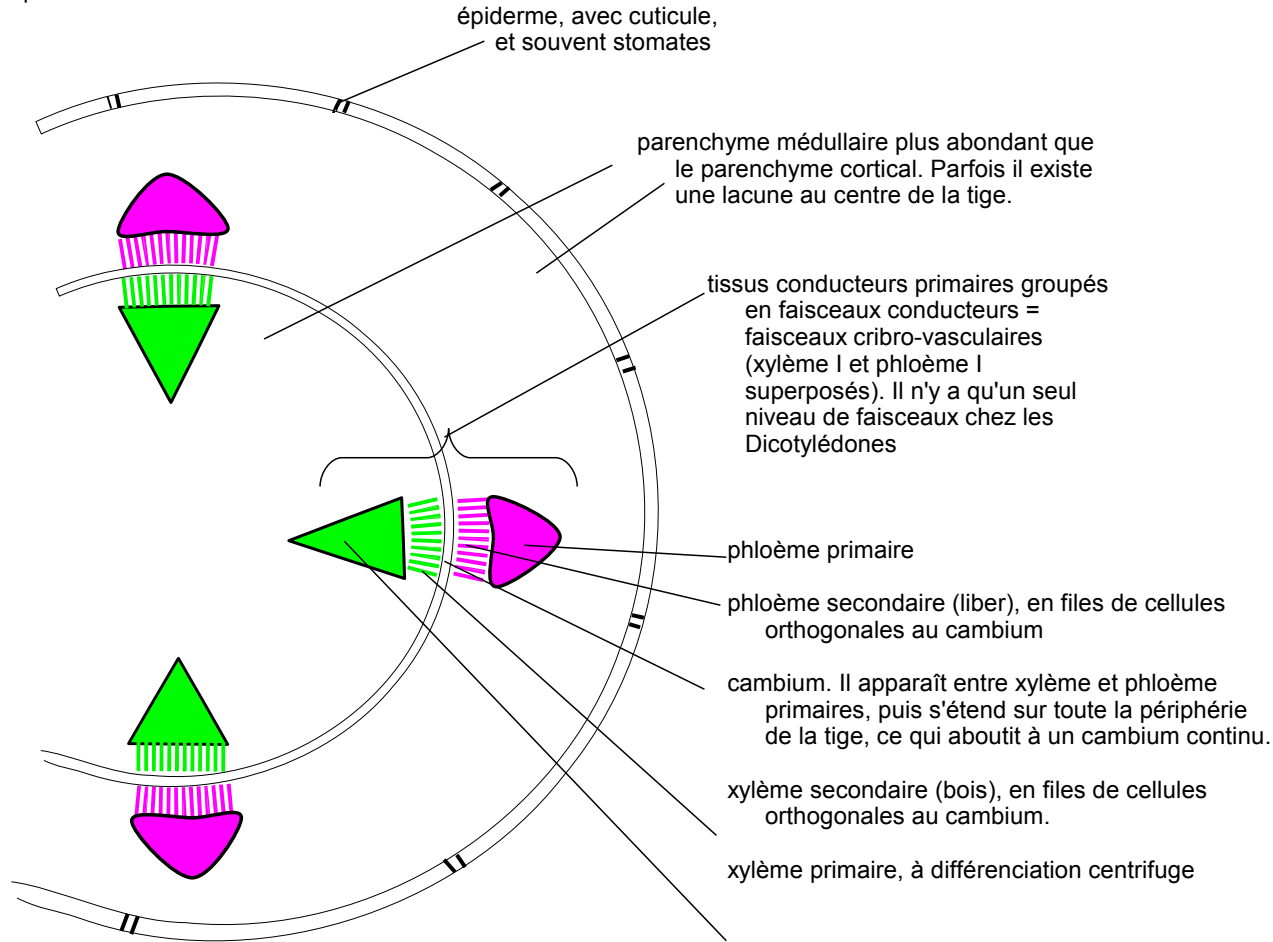 épiderme, avec cuticule,
et souvent stomates
parenchyme médullaire plus abondant que
le parenchyme cortical. Parfois il existe
une lacune au centre de la tige.
tissus conducteurs primaires groupés
en faisceaux conducteurs =
faisceaux cribro-vasculaires
(xylème I et phloème I
superposés). Il n'y a qu'un seul
niveau de faisceaux chez les
Dicotylédones
phloème primaire
phloème secondaire (liber), en files de cellules
orthogonales au cambium
cambium. Il apparaît entre xylème et phloème
primaires, puis s'étend sur toute la périphérie
de la tige, ce qui aboutit à un cambium continu.
xylème secondaire (bois), en files de cellules
orthogonales au cambium.
xylème primaire, à différenciation centrifuge